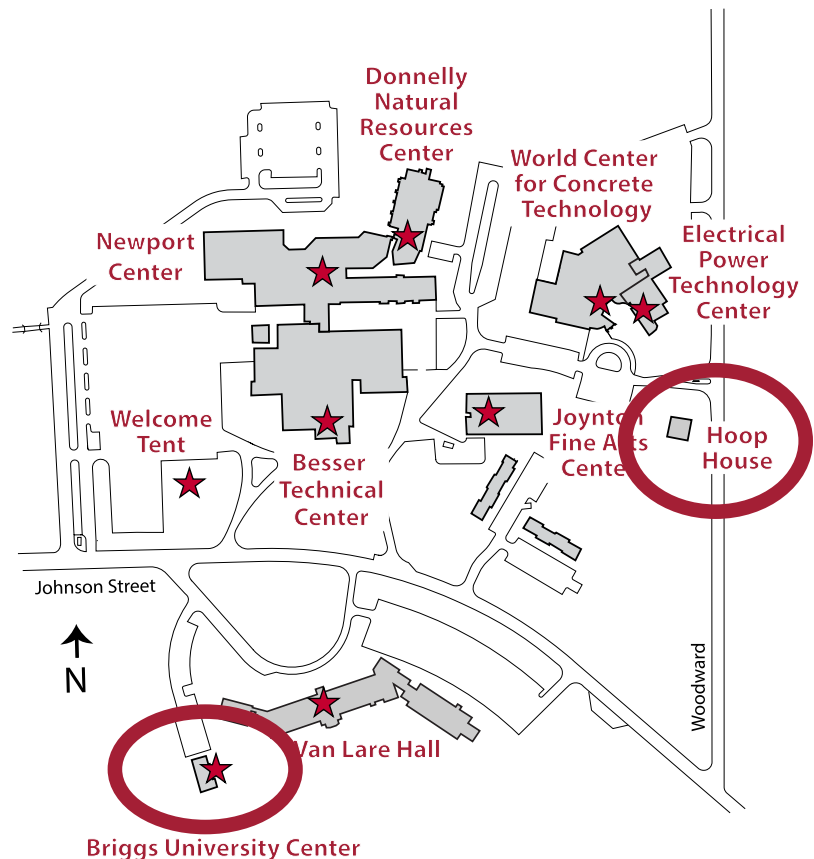 Donnelly
Natural
Resources
Center
World Center
for Concrete
Technology
Newport
Center
Electrical
Power
Technology
Center
Welcome
Tent
Joynton
Fine Arts
Center
Hoop
House
Besser
Technical
Center
Johnson Street
N
Woodward
Van Lare Hall
Briggs University Center